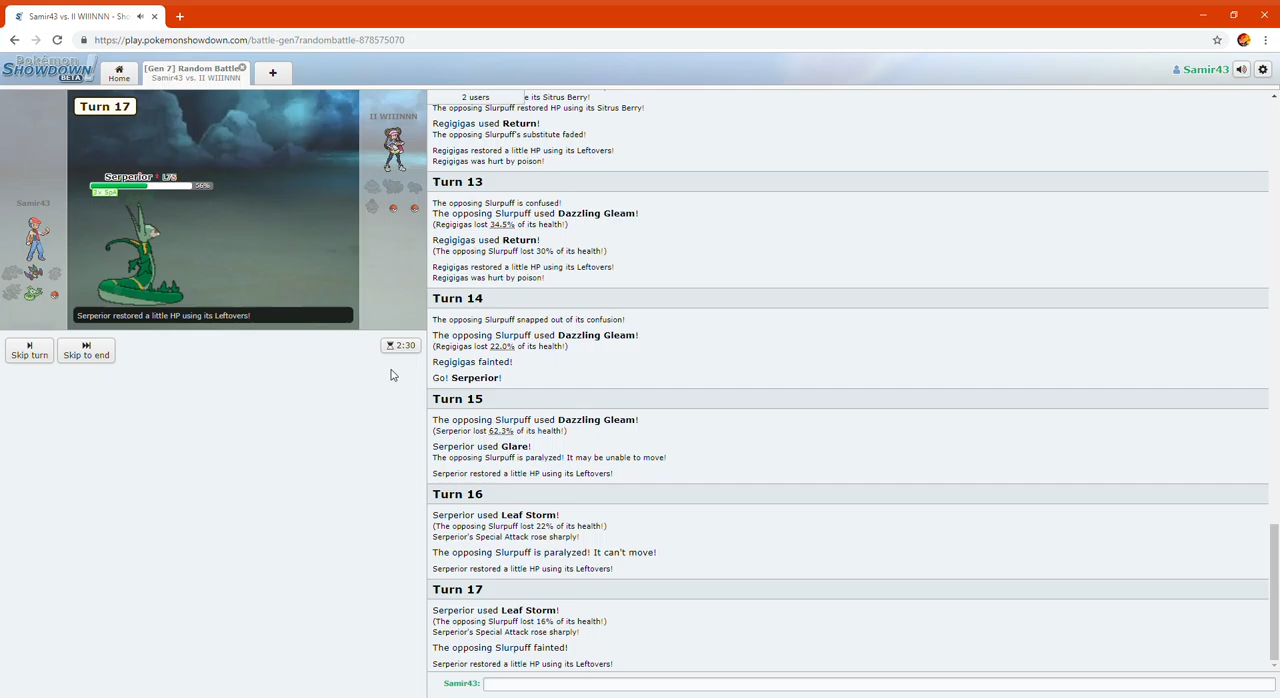 Samir43 vs. II WIIINNN - Sho
https://play.pokemonshowdown.com/battle-gen7randombattle-878575070
Pokémon
SHOWDOWN
BETA
Home
[Gen 7] Random Battle
Samir43 vs. II WIIINNN
Samir43
Turn 17
II WIIINNN
Serperior L75
56%
3x SpA
Samir43
Serperior restored a little HP using its Leftovers!
Skip turn
Skip to end
2:30
2 users
e its Sitrus Berry!
The opposing Slurpuff restored HP using its Sitrus Berry!
Regigigas used Return!
The opposing Slurpuff's substitute faded!
Regigigas restored a little HP using its Leftovers!
Regigigas was hurt by poison!
Turn 13
The opposing Slurpuff is confused!
The opposing Slurpuff used Dazzling Gleam!
(Regigigas lost 34.5% of its health!)
Regigigas used Return!
(The opposing Slurpuff lost 30% of its health!)
Regigigas restored a little HP using its Leftovers!
Regigigas was hurt by poison!
Turn 14
The opposing Slurpuff snapped out of its confusion!
The opposing Slurpuff used Dazzling Gleam!
(Regigigas lost 22.0% of its health!)
Regigigas fainted!
Go! Serperior!
Turn 15
The opposing Slurpuff used Dazzling Gleam!
(Serperior lost 62.3% of its health!)
Serperior used Glare!
The opposing Slurpuff is paralyzed! It may be unable to move!
Serperior restored a little HP using its Leftovers!
Turn 16
Serperior used Leaf Storm!
(The opposing Slurpuff lost 22% of its health!)
Serperior's Special Attack rose sharply!
The opposing Slurpuff is paralyzed! It can't move!
Serperior restored a little HP using its Leftovers!
Turn 17
Serperior used Leaf Storm!
(The opposing Slurpuff lost 16% of its health!)
Serperior's Special Attack rose sharply!
The opposing Slurpuff fainted!
Serperior restored a little HP using its Leftovers!
Samir43: